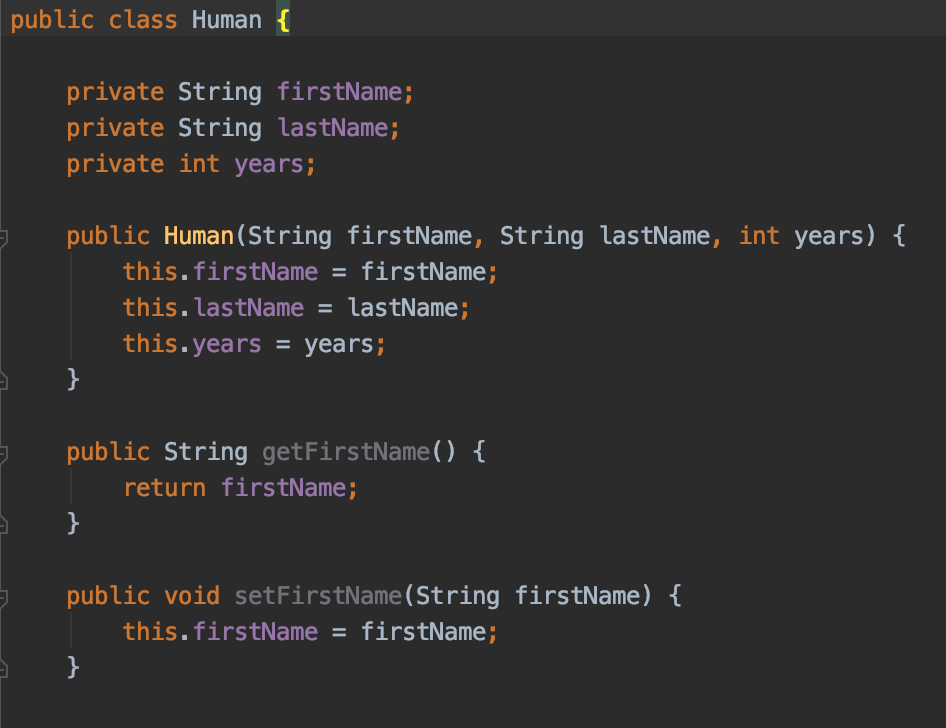 public class Human {
private String firstName;
private String lastName;
private int years;
public Human(String firstName, String lastName, int years) {
this.firstName = firstName;
this.lastName = lastName;
this.years = years;
}
public String getFirstName() {
return firstName;
}
public void setFirstName(String firstName) {
this.firstName = firstName;
}